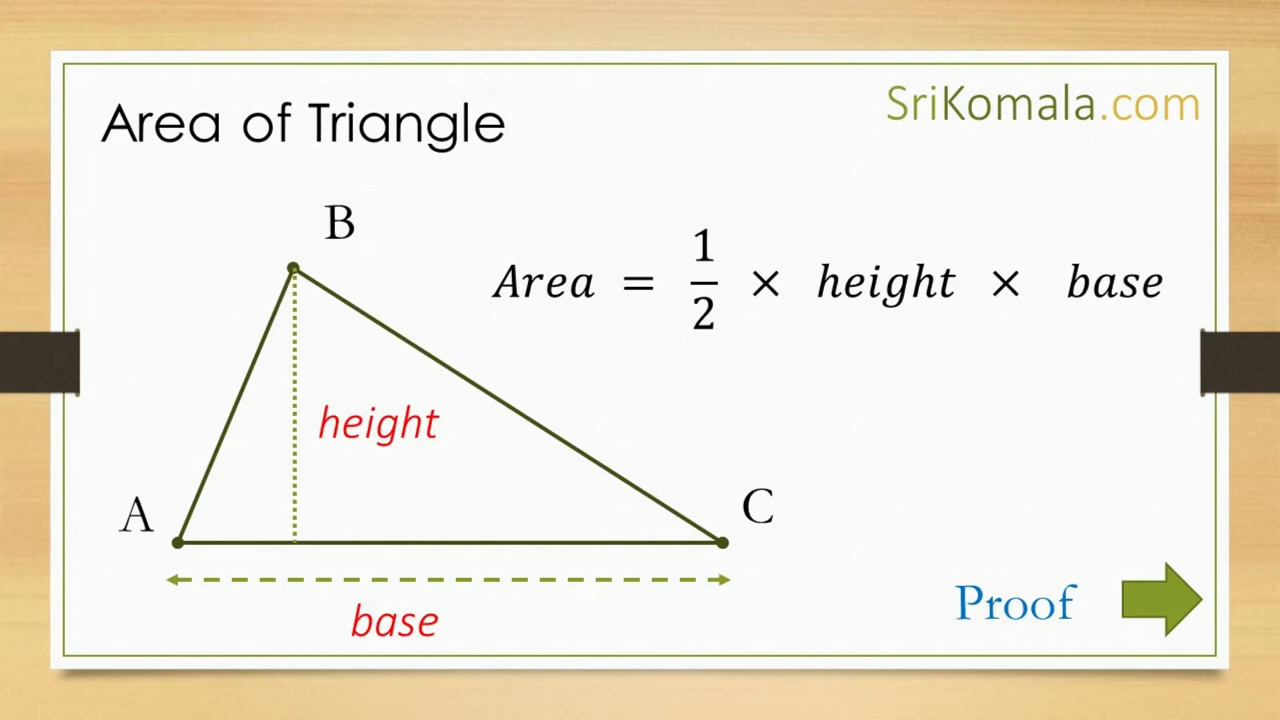 Area of Triangle
SriKomala.com
B
Area = 1/2 × height × base
height
A
C
base
Proof